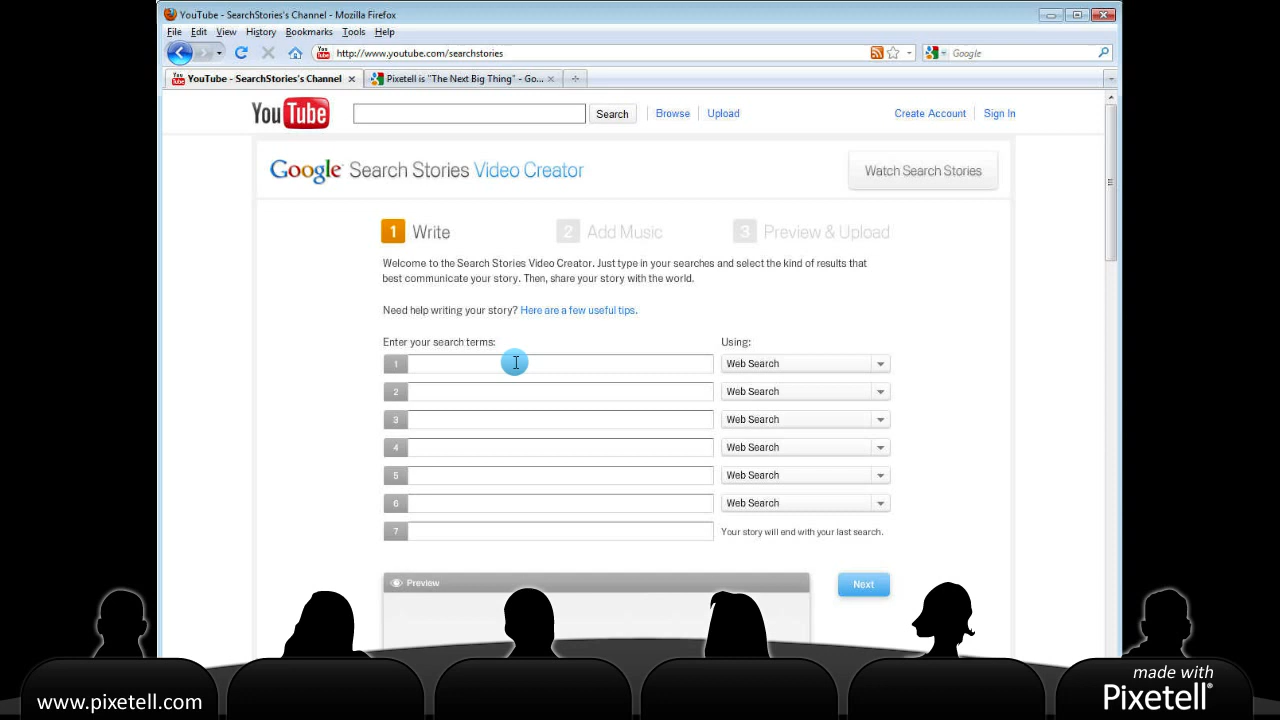 YouTube - SearchStories's Channel - Mozilla Firefox
File Edit View History Bookmarks Tools Help
http://www.youtube.com/searchstories
Google
YouTube - SearchStories's Channel
Pixetell is "The Next Big Thing" - Go...
YouTube
Search
Browse
Upload
Create Account
Sign In
Google Search Stories Video Creator
Watch Search Stories
1 Write
2 Add Music
3 Preview & Upload
Welcome to the Search Stories Video Creator. Just type in your searches and select the kind of results that
best communicate your story. Then, share your story with the world.
Need help writing your story? Here are a few useful tips.
Enter your search terms:
Using:
1 Web Search
2 Web Search
3 Web Search
4 Web Search
5 Web Search
6 Web Search
7 Your story will end with your last search.
Preview
Next
www.pixetell.com
made with
Pixetell®